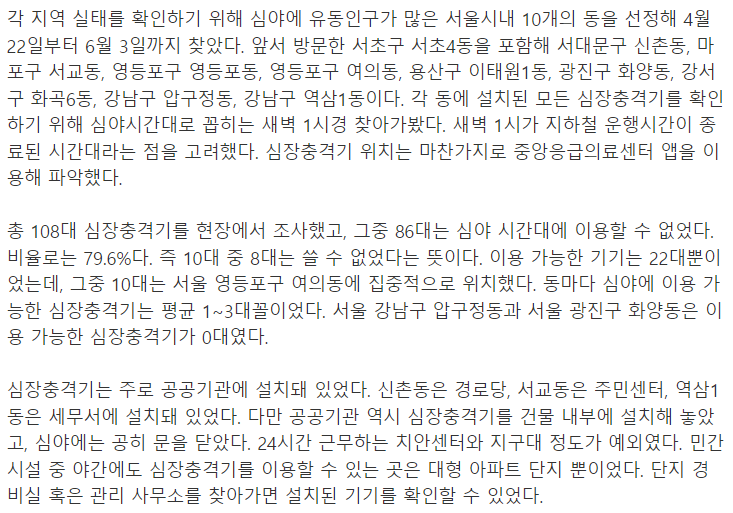 각 지역 실태를 확인하기 위해 심야에 유동인구가 많은 서울시내 10개의 동을 선정해 4월
22일부터 6월 3일까지 찾았다. 앞서 방문한 서초구 서초4동을 포함해 서대문구 신촌동, 마
포구 서교동, 영등포구 영등포동, 영등포구 여의동, 용산구 이태원1동, 광진구 화양동, 강서
구 화곡6동, 강남구 압구정동, 강남구 역삼1동이다. 각 동에 설치된 모든 심장충격기를 확인
하기 위해 심야시간대로 꼽히는 새벽 1시경 찾아가봤다. 새벽 1시가 지하철 운행시간이 종
료된 시간대라는 점을 고려했다. 심장충격기 위치는 마찬가지로 중앙응급의료센터 앱을 이
용해 파악했다.
총 108대 심장충격기를 현장에서 조사했고, 그중 86대는 심야 시간대에 이용할 수 없었다.
비율로는 79.6%다. 즉 10대 중 8대는 쓸 수 없었다는 뜻이다. 이용 가능한 기기는 22대뿐이
었는데, 그중 10대는 서울 영등포구 여의동에 집중적으로 위치했다. 동마다 심야에 이용 가
능한 심장충격기는 평균 1~3대꼴이었다. 서울 강남구 압구정동과 서울 광진구 화양동은 이
용 가능한 심장충격기가 0대였다.
심장충격기는 주로 공공기관에 설치돼 있었다. 신촌동은 경로당, 서교동은 주민센터, 역삼1
동은 세무서에 설치돼 있었다. 다만 공공기관 역시 심장충격기를 건물 내부에 설치해 놓았
고, 심야에는 공히 문을 닫았다. 24시간 근무하는 치안센터와 지구대 정도가 예외였다. 민간
시설 중 야간에도 심장충격기를 이용할 수 있는 곳은 대형 아파트 단지 뿐이었다. 단지 경
비실 혹은 관리 사무소를 찾아가면 설치된 기기를 확인할 수 있었다.